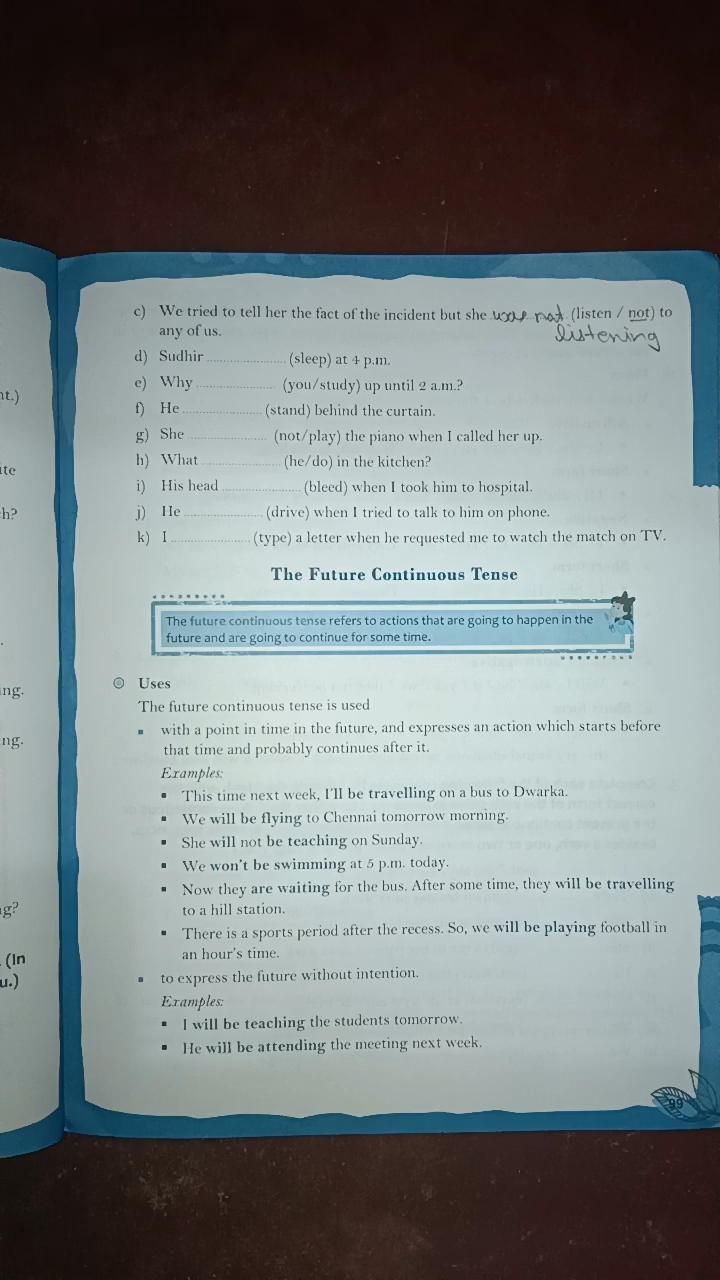 c) We tried to tell her the fact of the incident but she was not (listen / not) to
listening
any of us.
d) Sudhir ........................ (sleep) at 4 p.m.
e) Why ........................ (you/study) up until 2 a.m.?
f) He ........................ (stand) behind the curtain.
g) She ........................ (not/play) the piano when I called her up.
h) What ........................ (he/do) in the kitchen?
i) His head ........................ (bleed) when I took him to hospital.
j) He ........................ (drive) when I tried to talk to him on phone.
k) I ........................ (type) a letter when he requested me to watch the match on TV.
The Future Continuous Tense
The future continuous tense refers to actions that are going to happen in the
future and are going to continue for some time.
Uses
The future continuous tense is used
▪ with a point in time in the future, and expresses an action which starts before
that time and probably continues after it.
Examples:
▪ This time next week, I'll be travelling on a bus to Dwarka.
▪ We will be flying to Chennai tomorrow morning.
▪ She will not be teaching on Sunday.
▪ We won't be swimming at 5 p.m. today.
▪ Now they are waiting for the bus. After some time, they will be travelling
to a hill station.
▪ There is a sports period after the recess. So, we will be playing football in
an hour's time.
▪ to express the future without intention.
Examples:
▪ I will be teaching the students tomorrow.
▪ He will be attending the meeting next week.
99